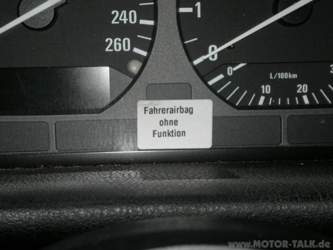 240
260
1
0
0
L/100km
10
20
Fahrerairbag
ohne
Funktion
www.MOTOR-TALK.de